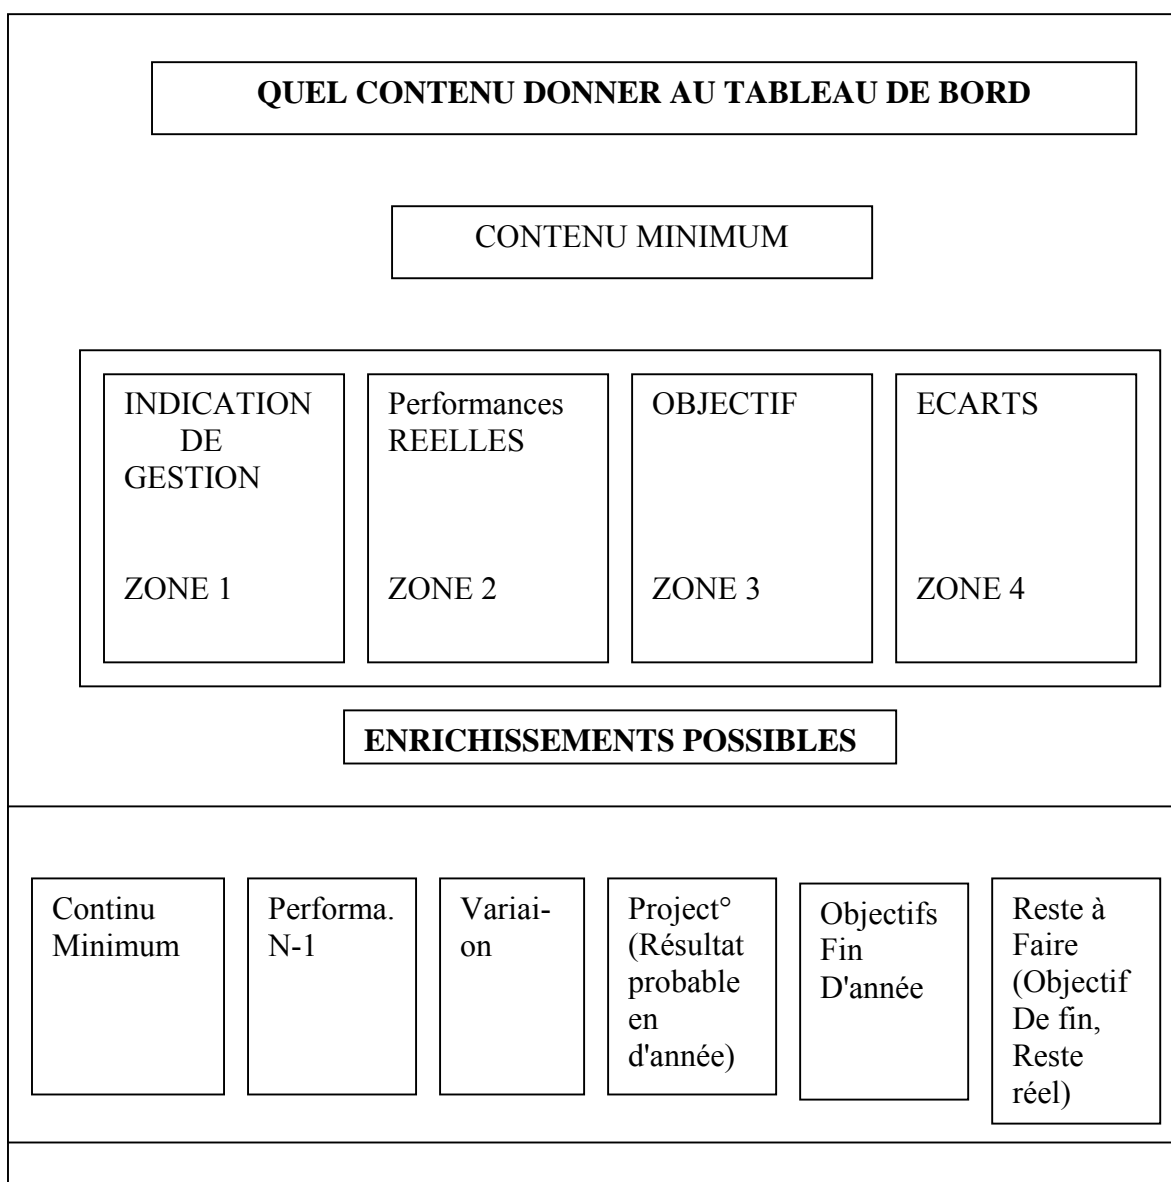 QUEL CONTENU DONNER AU TABLEAU DE BORD
CONTENU MINIMUM
INDICATION
DE
GESTION
ZONE 1
Performances
REELLES
ZONE 2
OBJECTIF
ZONE 3
ECARTS
ZONE 4
ENRICHISSEMENTS POSSIBLES
Continu
Minimum
Performa.
N-1
Variai-
on
Project°
(Résultat
probable
en
d'année)
Objectifs
Fin
D'année
Reste à
Faire
(Objectif
De fin,
Reste
réel)